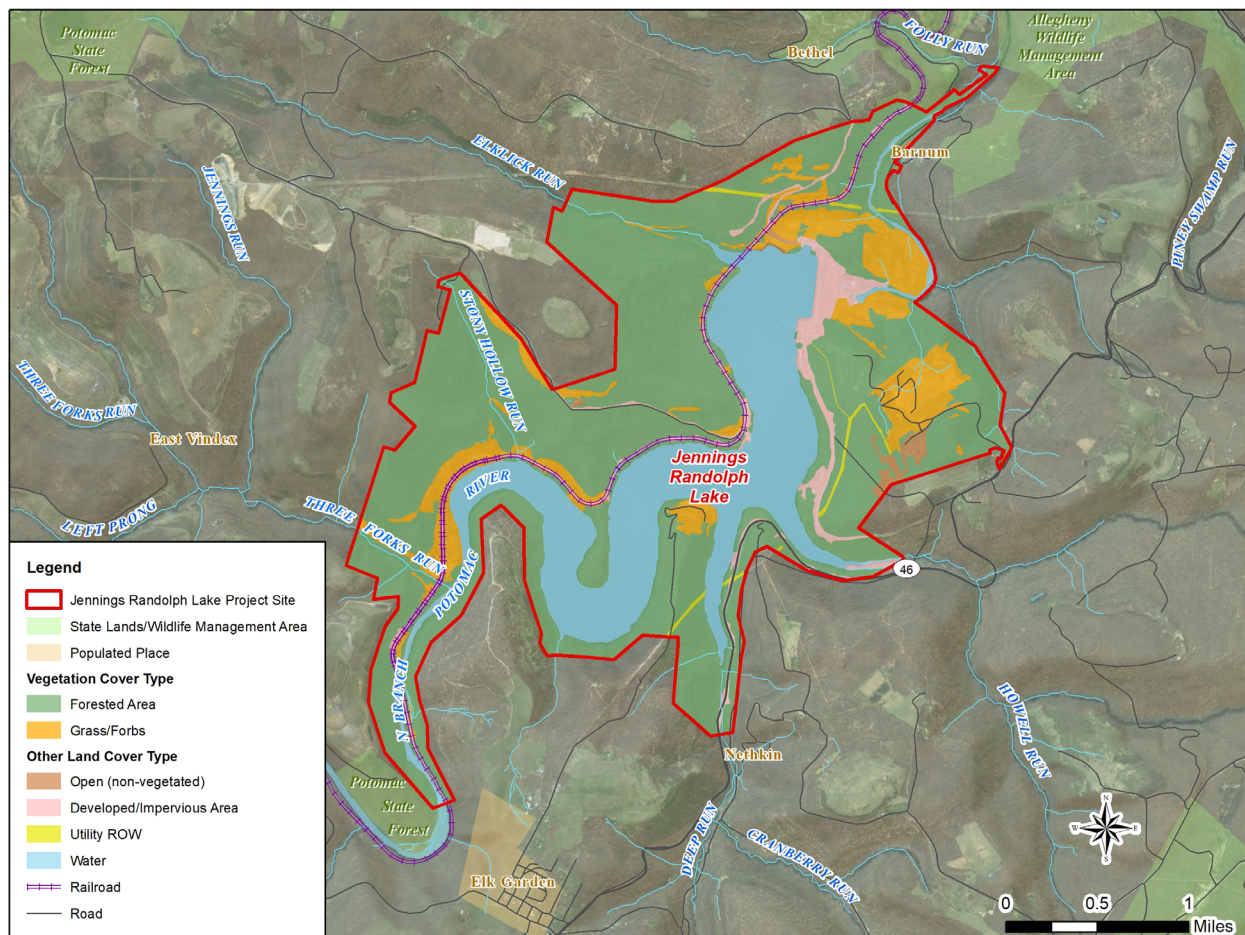 Potomac
State
Forest
Bethel
FOLLY RUN
Allegheny
Wildlife
Management
Area
ELKLICK RUN
Barnum
JENNINGS RUN
PINEY SWAMP RUN
STONY HOLLOW RUN
THREE FORKS RUN
East Vindex
Jennings
Randolph
Lake
RIVER
LEFT PRONG
THREE FORKS RUN
POTOMAC
46
N BRANCH
HOWELL RUN
Nethkin
Potomac
State
Forest
DEEP RUN
CRANBERRY RUN
Elk Garden
Legend
Jennings Randolph Lake Project Site
State Lands/Wildlife Management Area
Populated Place
Vegetation Cover Type
Forested Area
Grass/Forbs
Other Land Cover Type
Open (non-vegetated)
Developed/Impervious Area
Utility ROW
Water
Railroad
Road
N
W E
S
0 0.5 1
Miles